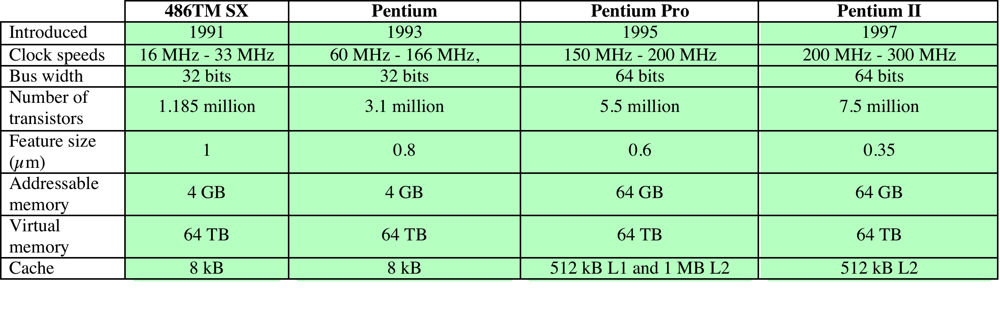 486TM SX Pentium Pentium Pro Pentium II
Introduced 1991 1993 1995 1997
Clock speeds 16 MHz - 33 MHz 60 MHz - 166 MHz, 150 MHz - 200 MHz 200 MHz - 300 MHz
Bus width 32 bits 32 bits 64 bits 64 bits
Number of
transistors 1.185 million 3.1 million 5.5 million 7.5 million
Feature size
(µm) 1 0.8 0.6 0.35
Addressable
memory 4 GB 4 GB 64 GB 64 GB
Virtual
memory 64 TB 64 TB 64 TB 64 TB
Cache 8 kB 8 kB 512 kB L1 and 1 MB L2 512 kB L2